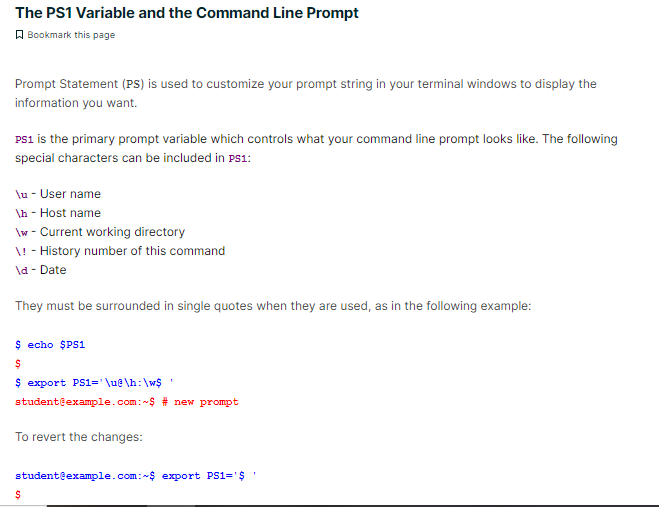 The PS1 Variable and the Command Line Prompt
Bookmark this page
Prompt Statement (PS) is used to customize your prompt string in your terminal windows to display the
information you want.
PS1 is the primary prompt variable which controls what your command line prompt looks like. The following
special characters can be included in PS1:
\u - User name
\h - Host name
\w - Current working directory
\! - History number of this command
\d - Date
They must be surrounded in single quotes when they are used, as in the following example:
$ echo $PS1
$
$ export PS1='\u@\h:\w$ '
student@example.com:~$ # new prompt
To revert the changes:
student@example.com:~$ export PS1='$ '
$